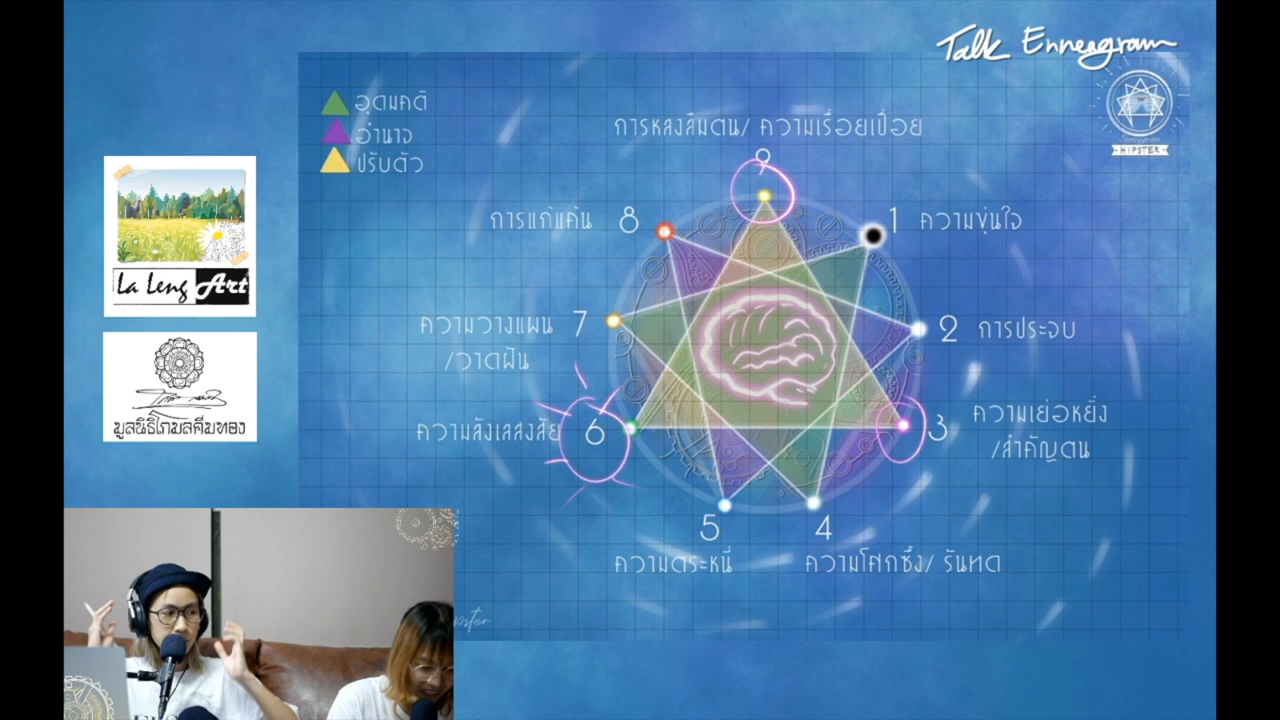 Talk Enneagram
HIPSTER
อุดมคติ
อำนาจ
ปรับตัว
การหลงลืมตน/ ความเรื่อยเปื่อย
9
การแก้แค้น 8
1 ความขุ่นใจ
ความวางแผน 7
/วาดฝัน
2 การประจบ
ความลังเลสงสัย 6
3 ความเย่อหยิ่ง
/สำคัญตน
5
ความตระหนี่
4
ความโศกซึ้ง/ รันทด
La Leng Art
มูลนิธิโกมลคีมทอง